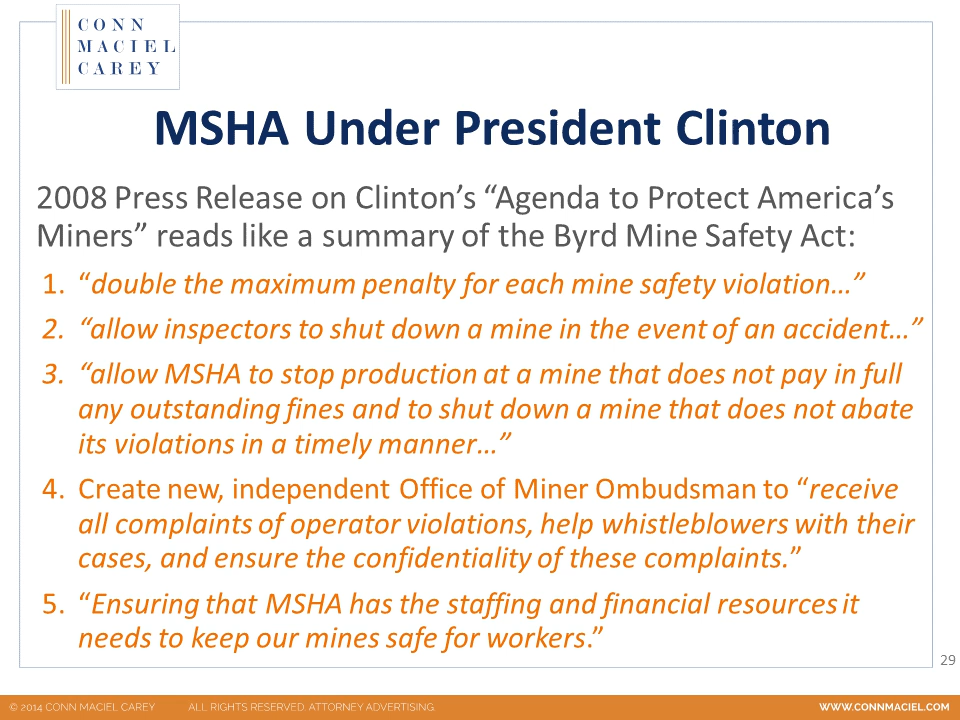 CONN
MACIEL
CAREY
MSHA Under President Clinton
2008 Press Release on Clinton’s “Agenda to Protect America’s
Miners” reads like a summary of the Byrd Mine Safety Act:
1. “double the maximum penalty for each mine safety violation…”
2. “allow inspectors to shut down a mine in the event of an accident…”
3. “allow MSHA to stop production at a mine that does not pay in full
any outstanding fines and to shut down a mine that does not abate
its violations in a timely manner…”
4. Create new, independent Office of Miner Ombudsman to “receive
all complaints of operator violations, help whistleblowers with their
cases, and ensure the confidentiality of these complaints.”
5. “Ensuring that MSHA has the staffing and financial resources it
needs to keep our mines safe for workers.”
29
© 2014 CONN MACIEL CAREY ALL RIGHTS RESERVED. ATTORNEY ADVERTISING. WWW.CONNMACIEL.COM